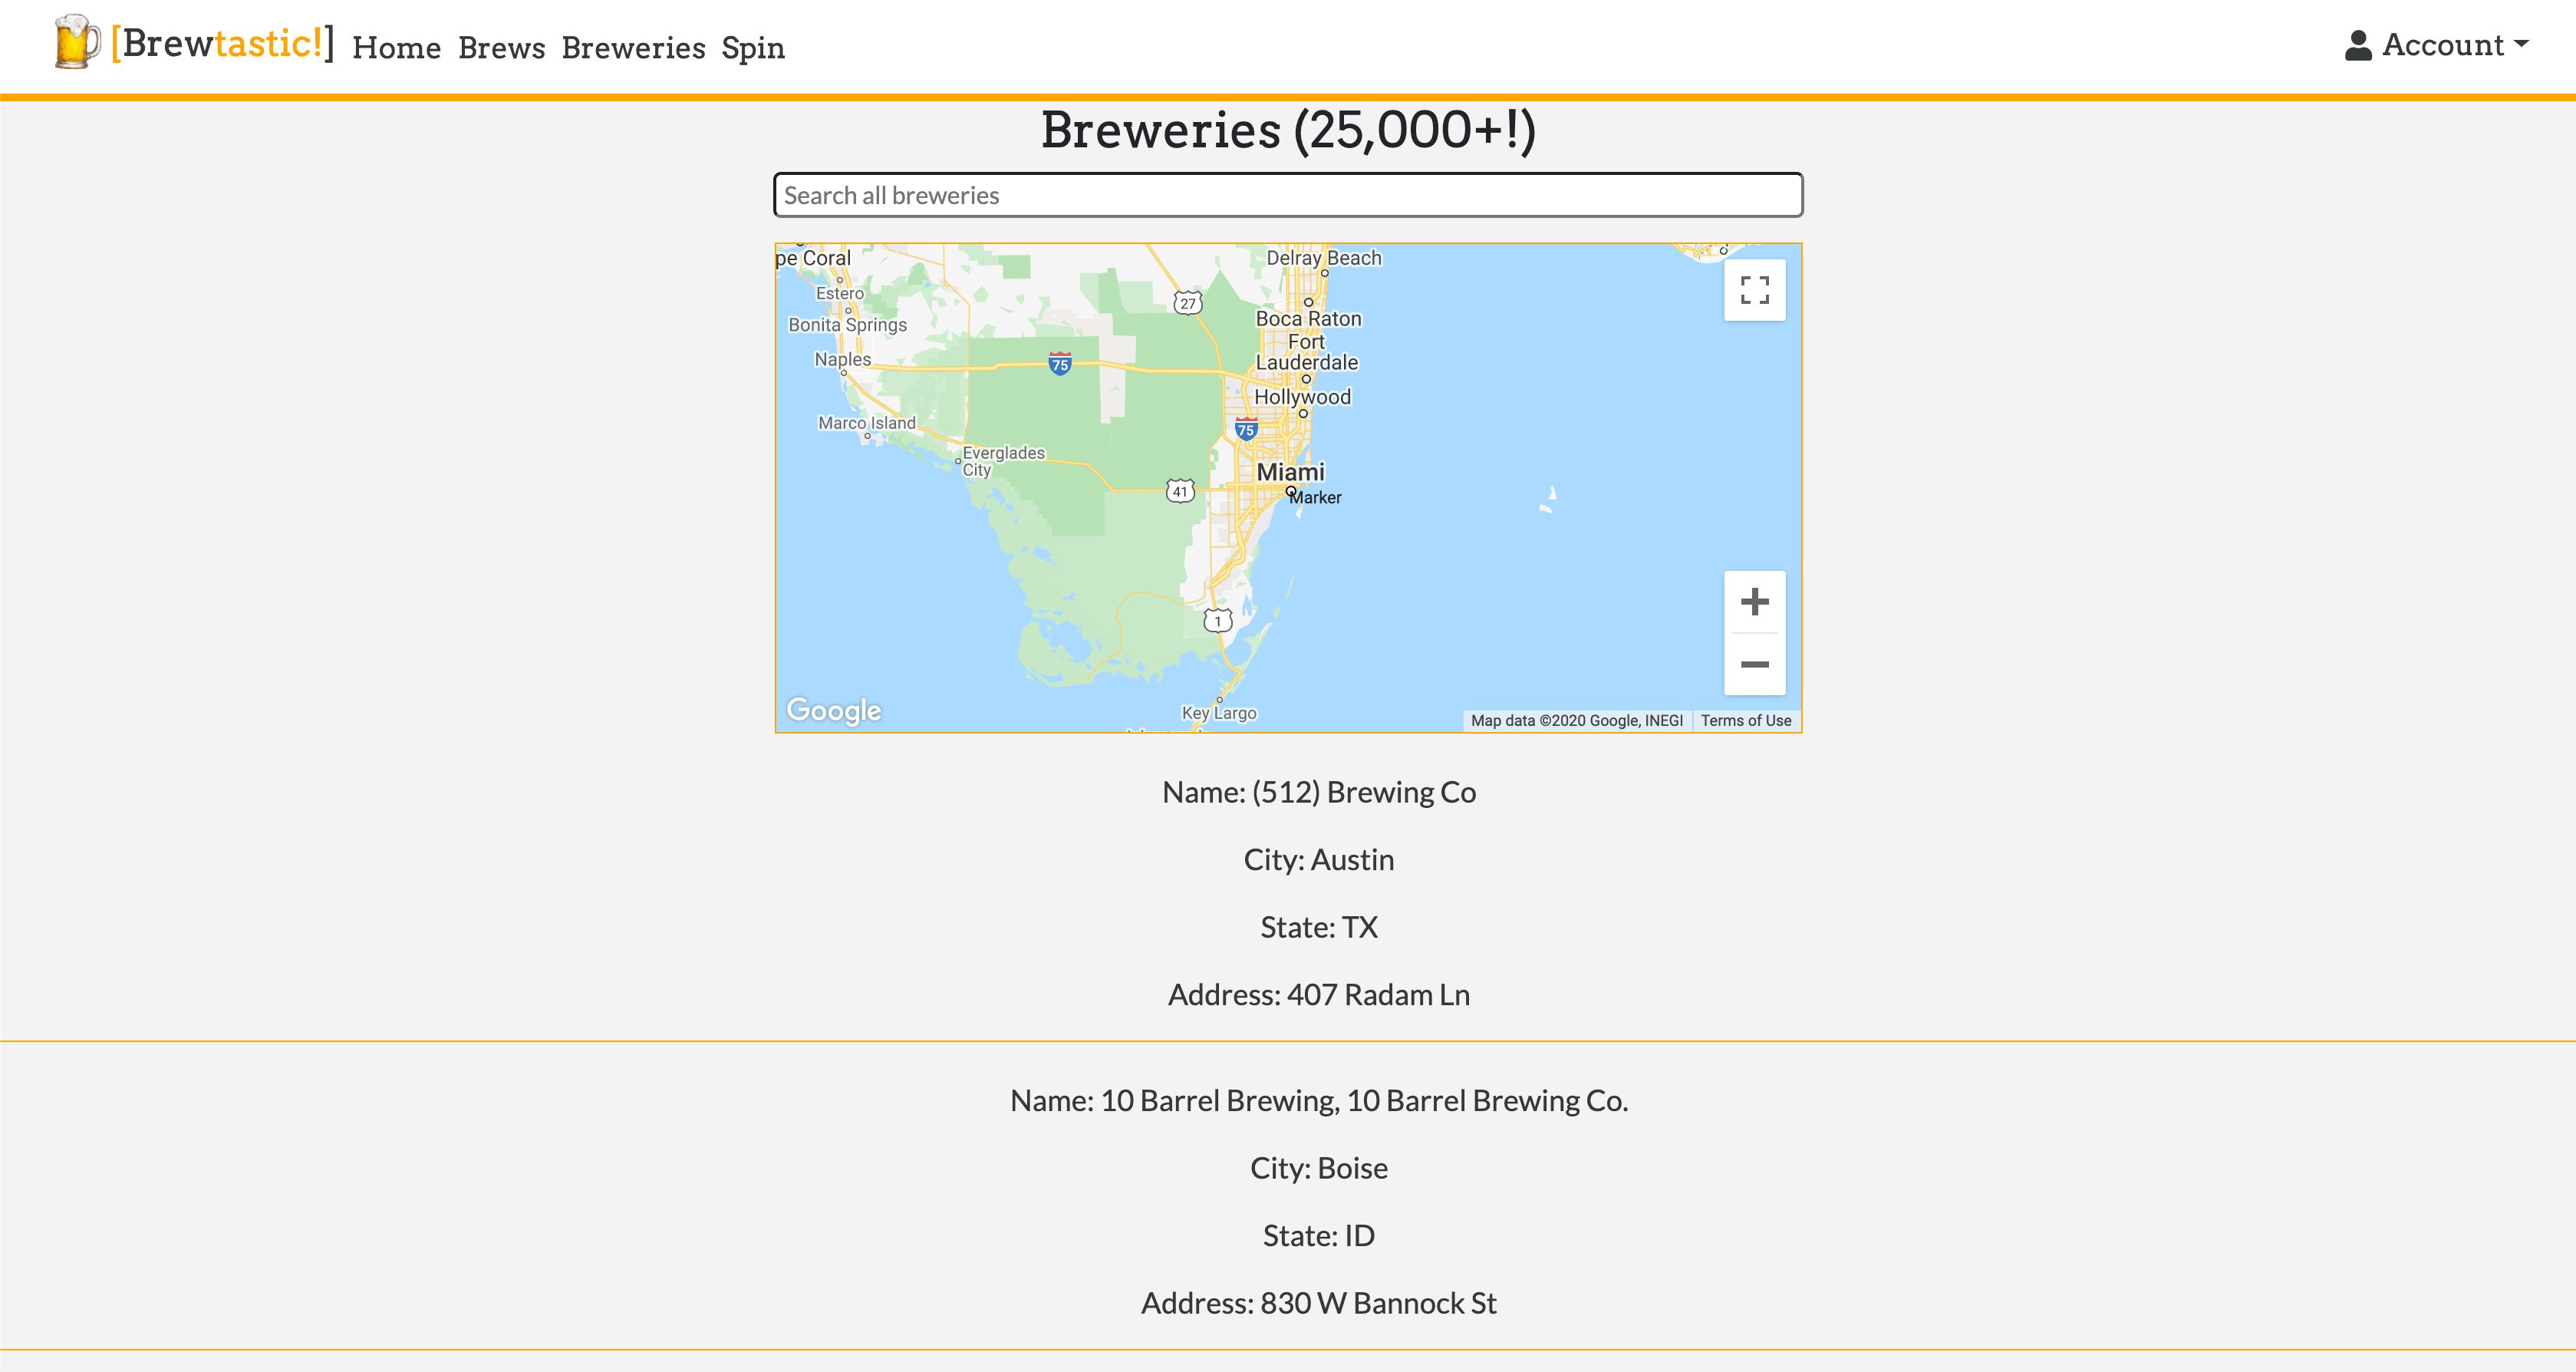 [Brewtastic!] Home Brews Breweries Spin Account
Breweries (25,000+!)
Search all breweries
pe Coral
Delray Beach
Estero
27
Bonita Springs
Boca Raton
Fort
Lauderdale
Naples
75
Hollywood
Marco Island
75
Everglades
City
Miami
41
Marker
1
Key Largo
Google
Map data ©2020 Google, INEGI Terms of Use
Name: (512) Brewing Co
City: Austin
State: TX
Address: 407 Radam Ln
Name: 10 Barrel Brewing, 10 Barrel Brewing Co.
City: Boise
State: ID
Address: 830 W Bannock St